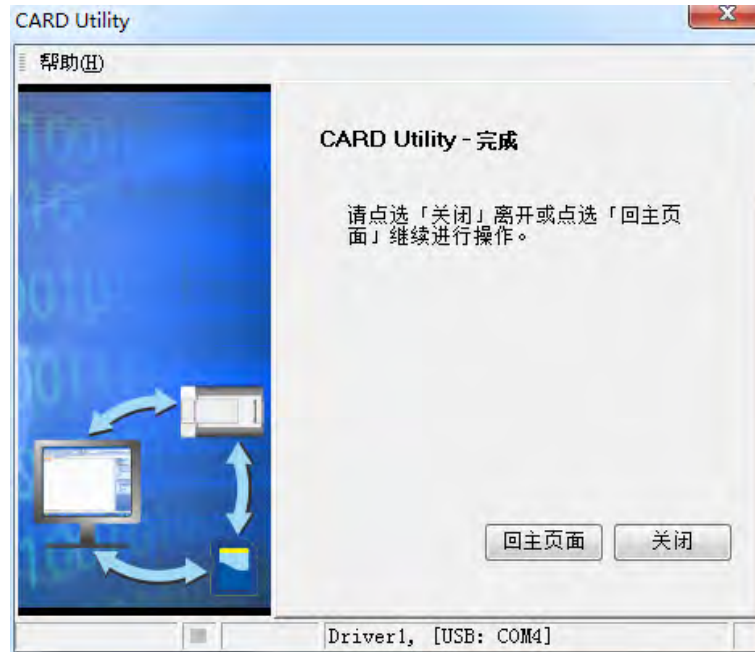 CARD Utility
帮助(H)
CARD Utility - 完成
请点选「关闭」离开或点选「回主页
面」继续进行操作。
回主页面
关闭
Driver1, [USB: COM4]